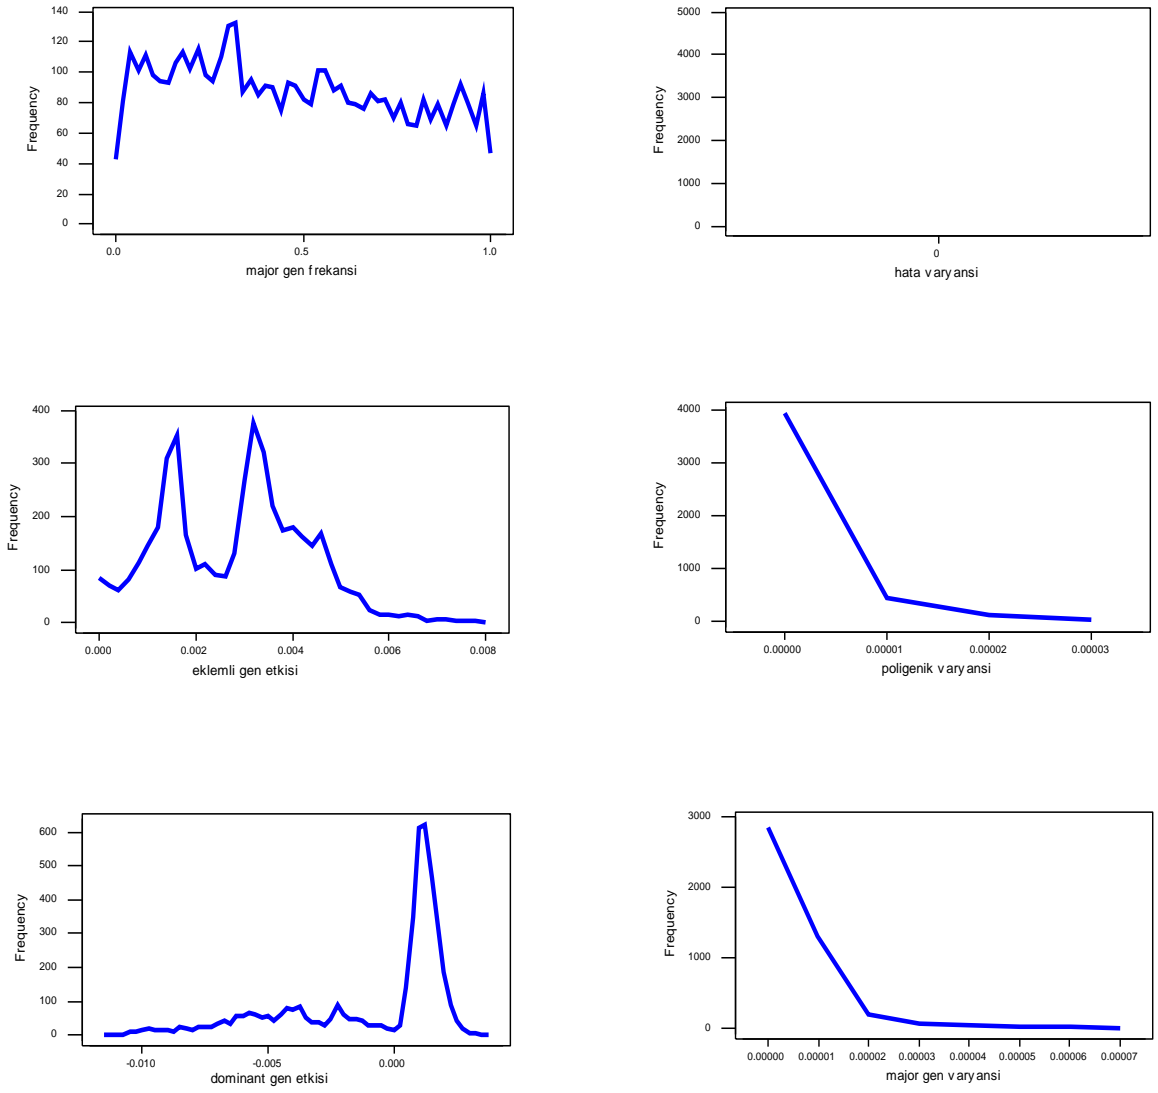 140
120
100
80
60
40
20
0
Frequency
0.0 0.5 1.0
major gen frekansi
5000
4000
3000
2000
1000
0
Frequency
0
hata varyansi
400
300
200
100
0
Frequency
0.000 0.002 0.004 0.006 0.008
eklemli gen etkisi
4000
3000
2000
1000
0
Frequency
0.00000 0.00001 0.00002 0.00003
poligenik varyansi
600
500
400
300
200
100
0
Frequency
-0.010 -0.005 0.000
dominant gen etkisi
3000
2000
1000
0
Frequency
0.00000 0.00001 0.00002 0.00003 0.00004 0.00005 0.00006 0.00007
major gen varyansi